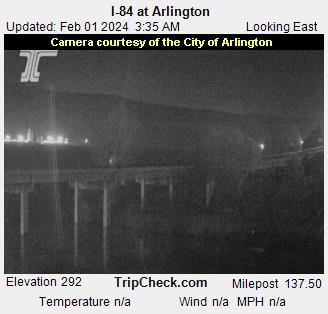 I-84 at Arlington
Updated: Feb 01 2024 3:35 AM Looking East
Camera courtesy of the City of Arlington
Elevation 292 TripCheck.com Milepost 137.50
Temperature n/a Wind n/a MPH n/a